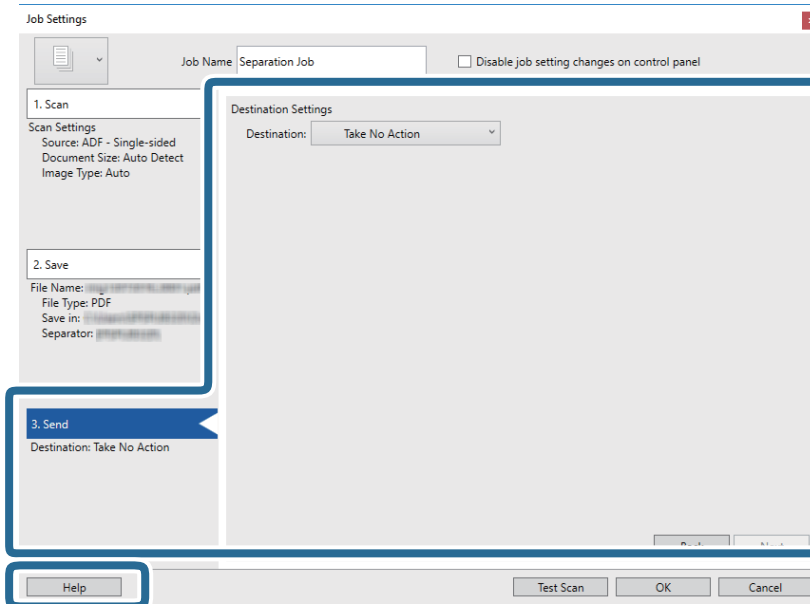 Job Settings
Job Name Separation Job Disable job setting changes on control panel
1. Scan
Scan Settings
Source: ADF - Single-sided
Document Size: Auto Detect
Image Type: Auto
2. Save
File Name:
File Type: PDF
Save in:
Separator:
3. Send
Destination: Take No Action
Destination Settings
Destination: Take No Action
Help Test Scan OK Cancel